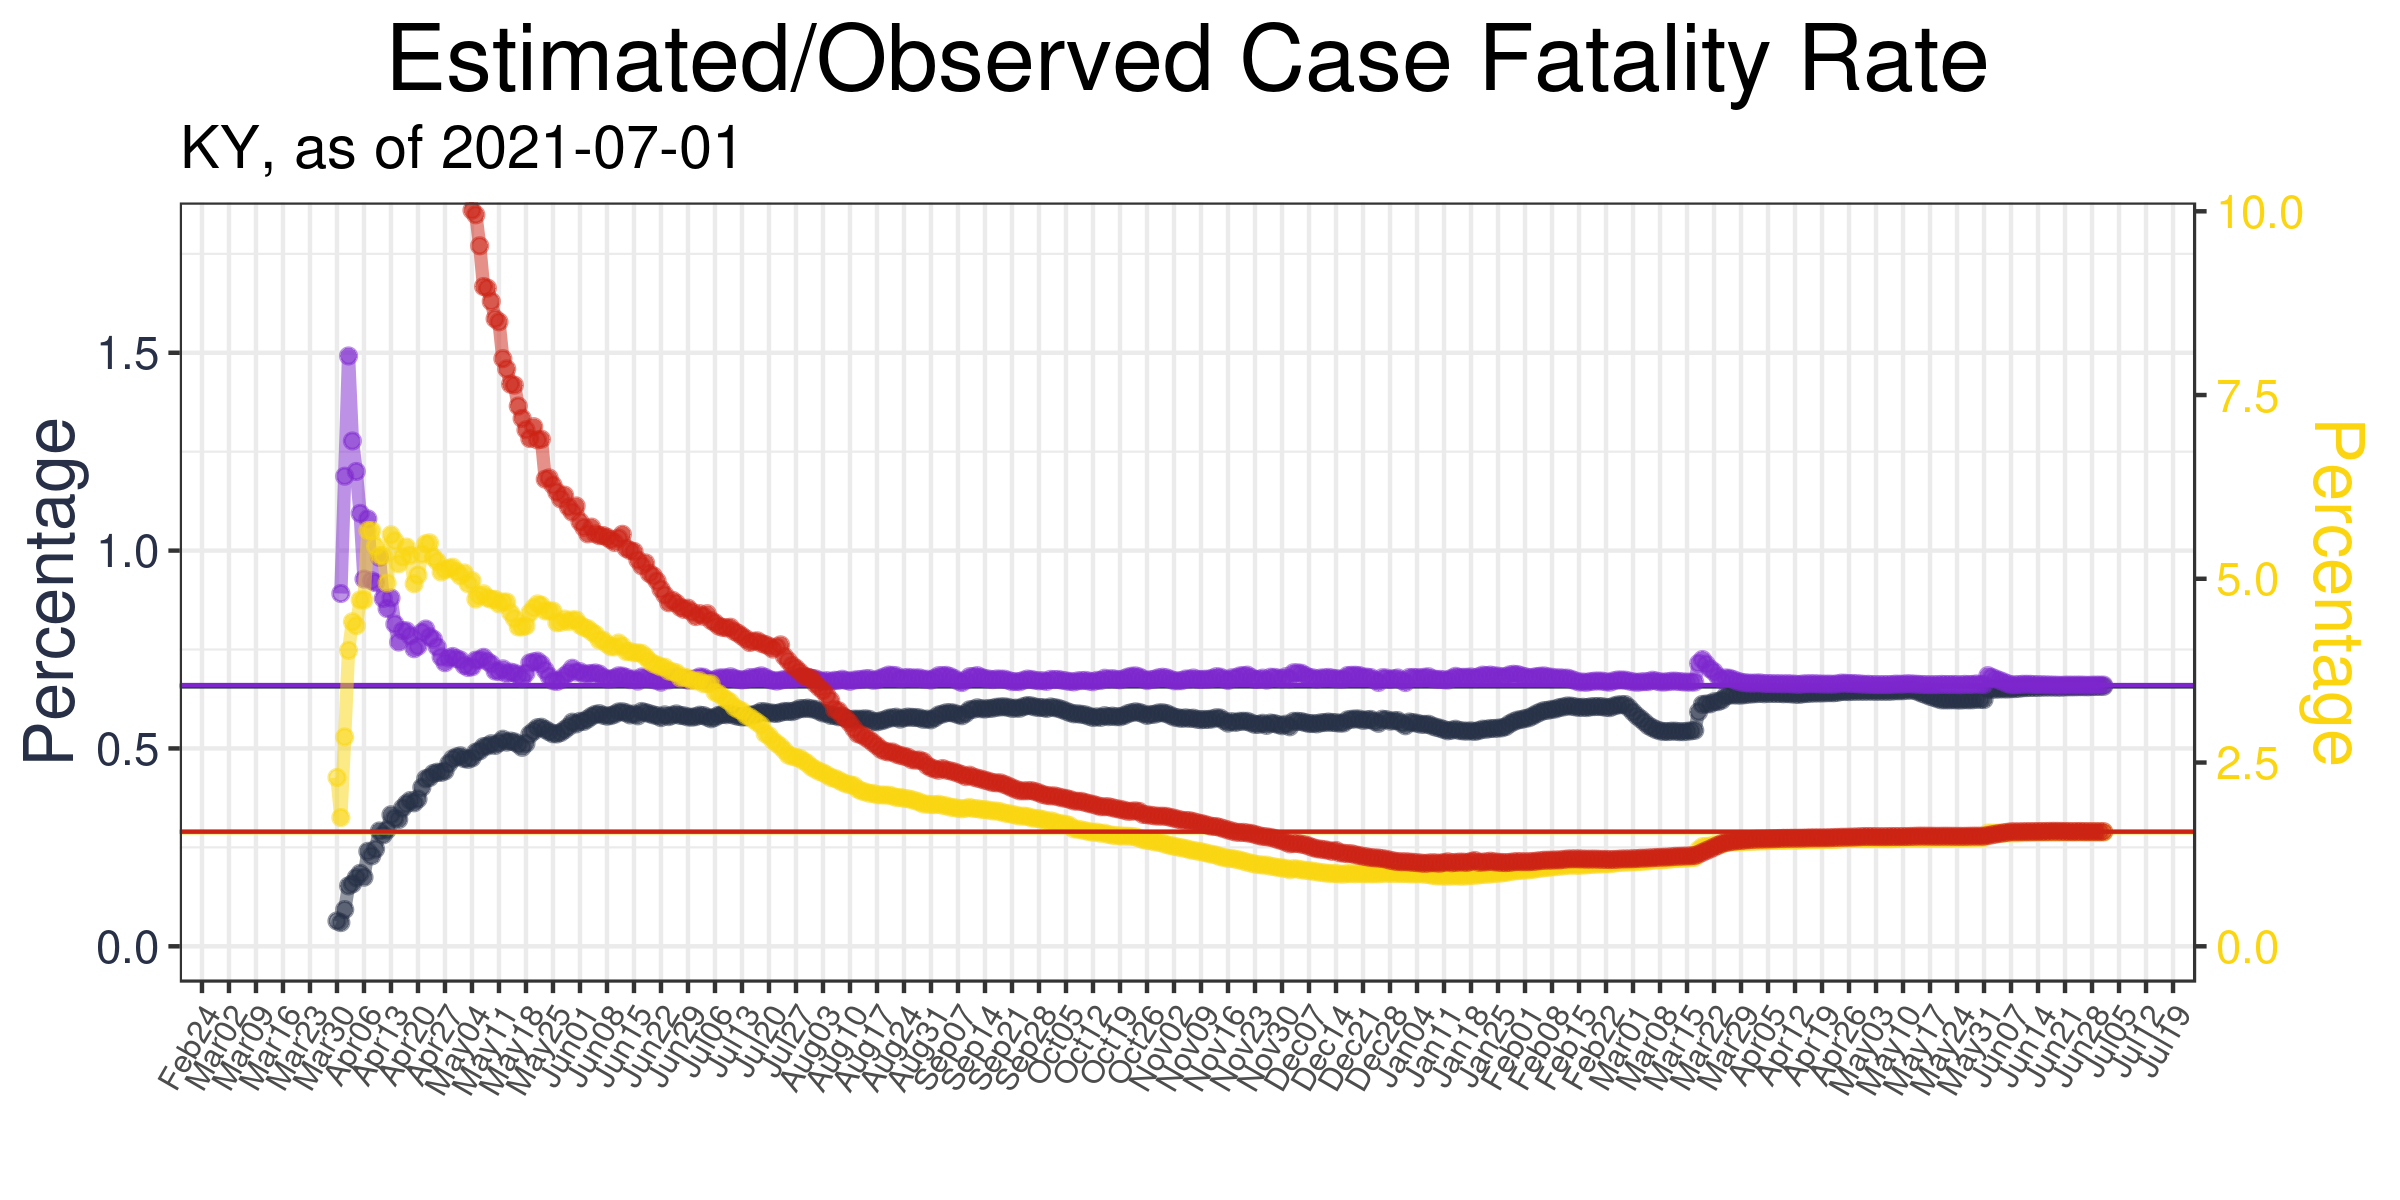 Estimated/Observed Case Fatality Rate
KY, as of 2021-07-01
Percentage
1.5
1.0
0.5
0.0
10.0
7.5
5.0
2.5
0.0
Percentage
Feb24
Mar02
Mar09
Mar16
Mar23
Mar30
Apr06
Apr13
Apr20
Apr27
May04
May11
May18
May25
Jun01
Jun08
Jun15
Jun22
Jun29
Jul06
Jul13
Jul20
Jul27
Aug03
Aug10
Aug17
Aug24
Aug31
Sep07
Sep14
Sep21
Sep28
Oct05
Oct12
Oct19
Oct26
Nov02
Nov09
Nov16
Nov23
Nov30
Dec07
Dec14
Dec21
Dec28
Jan04
Jan11
Jan18
Jan25
Feb01
Feb08
Feb15
Feb22
Mar01
Mar08
Mar15
Mar22
Mar29
Apr05
Apr12
Apr19
Apr26
May03
May10
May17
May24
May31
Jun07
Jun14
Jun21
Jun28
Jul05
Jul12
Jul19